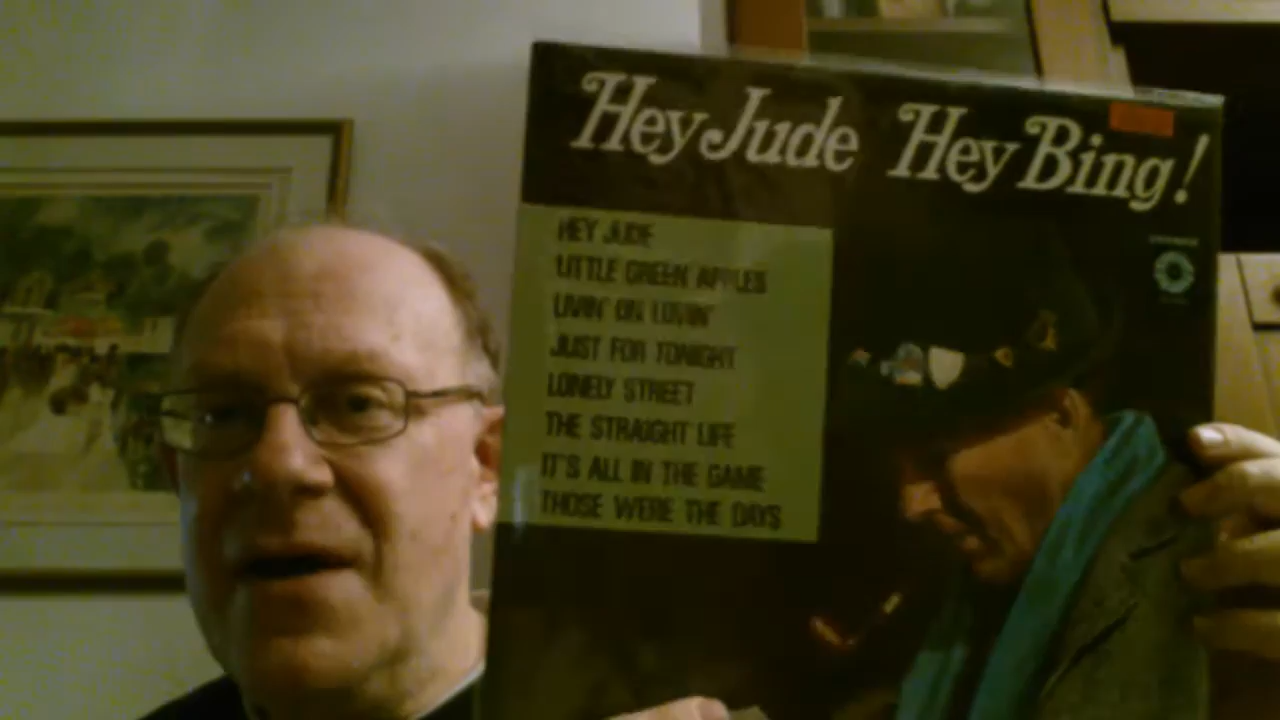 Hey Jude Hey Bing!
HEY JUDE
LITTLE GREEN APPLES
LIVIN' ON LOVIN'
JUST FOR TONIGHT
LONELY STREET
THE STRAIGHT LIFE
IT'S ALL IN THE GAME
THOSE WERE THE DAYS